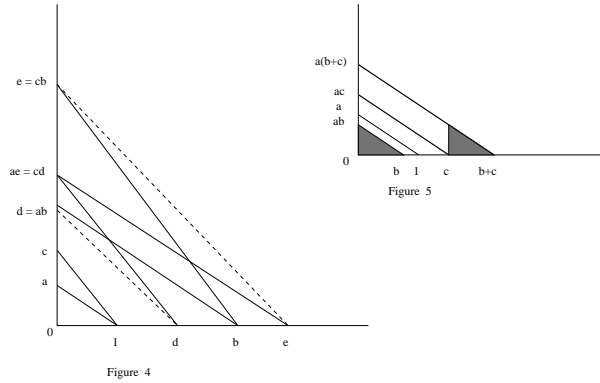 e = cb
ae = cd
d = ab
c
a
0
1 d b e
Figure 4
a(b+c)
ac
a
ab
0
b 1 c b+c
Figure 5